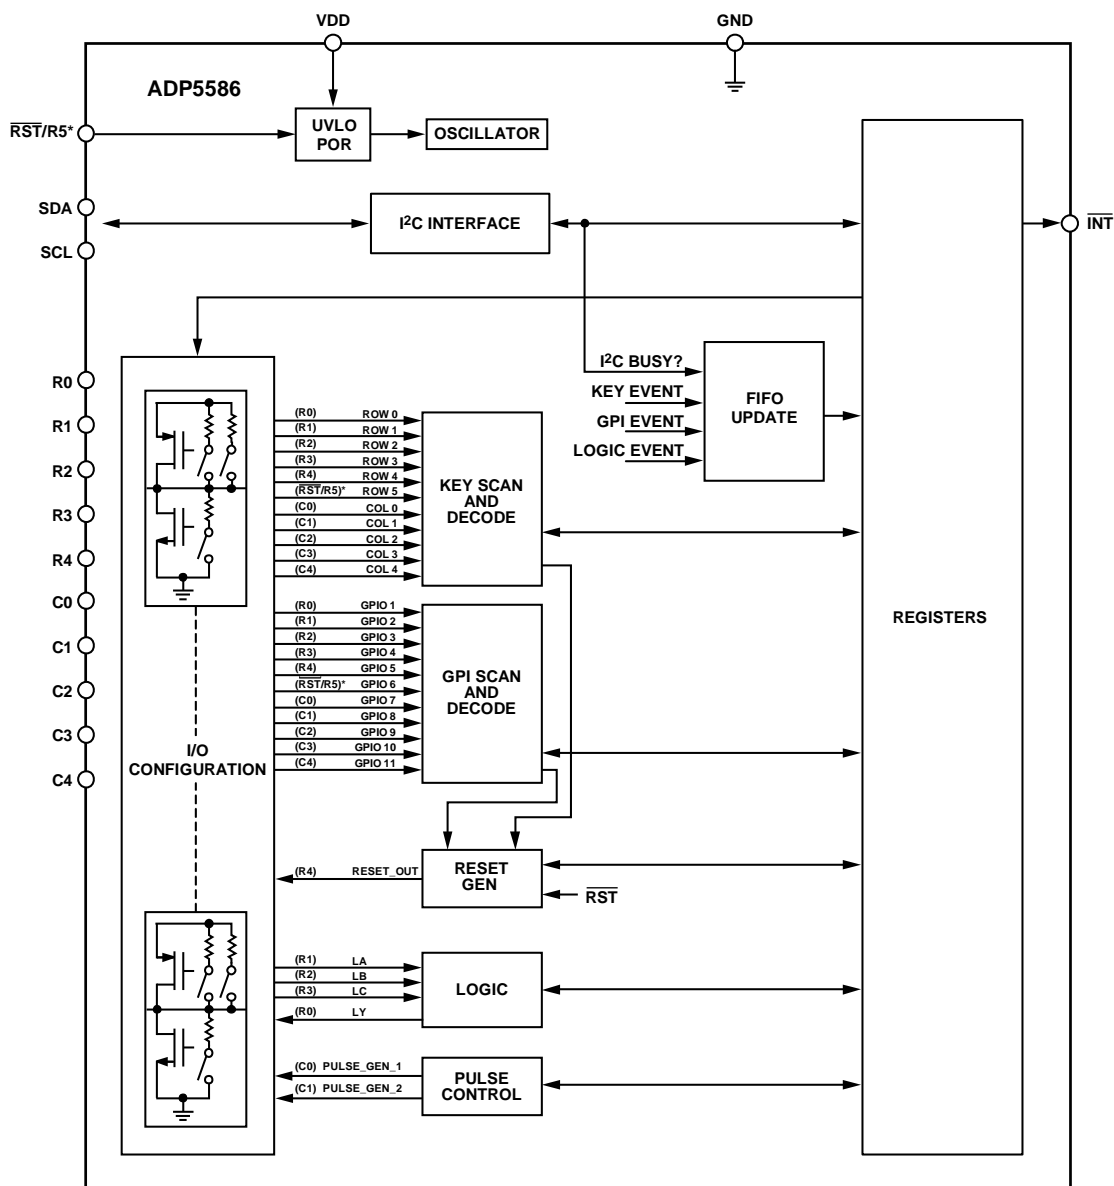 VDD
GND
ADP5586
RST/R5*
UVLO
POR
OSCILLATOR
SDA
I2C INTERFACE
INT
SCL
R0
R1
R2
R3
R4
C0
C1
C2
C3
C4
I/O
CONFIGURATION
(R0) ROW 0
(R1) ROW 1
(R2) ROW 2
(R3) ROW 3
(R4) ROW 4
(RST/R5)* ROW 5
(C0) COL 0
(C1) COL 1
(C2) COL 2
(C3) COL 3
(C4) COL 4
KEY SCAN
AND
DECODE
I2C BUSY?
KEY EVENT
GPI EVENT
LOGIC EVENT
FIFO
UPDATE
(R0) GPIO 1
(R1) GPIO 2
(R2) GPIO 3
(R3) GPIO 4
(R4) GPIO 5
(RST/R5)* GPIO 6
(C0) GPIO 7
(C1) GPIO 8
(C2) GPIO 9
(C3) GPIO 10
(C4) GPIO 11
GPI SCAN
AND
DECODE
REGISTERS
(R4) RESET_OUT
RESET
GEN
RST
(R1) LA
(R2) LB
(R3) LC
(R0) LY
LOGIC
(C0) PULSE_GEN_1
(C1) PULSE_GEN_2
PULSE
CONTROL